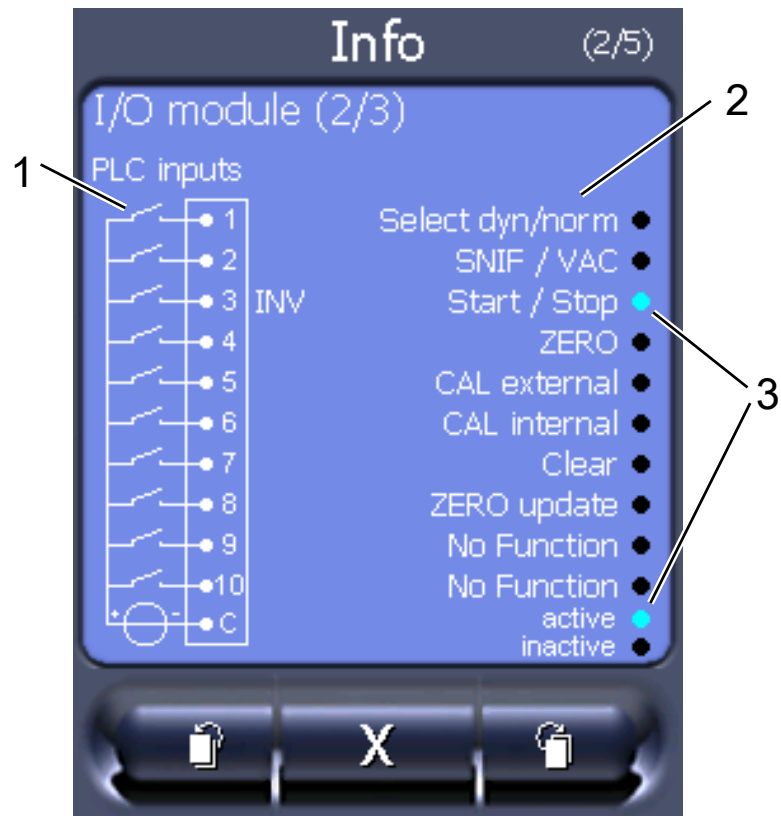 Info (2/5)
I/O module (2/3)
2
PLC inputs
1
1 Select dyn/norm
2 SNIF / VAC
3 INV Start / Stop
4 ZERO
5 CAL external
3
6 CAL internal
7 Clear
8 ZERO update
9 No Function
10 No Function
+ - C active
inactive
X